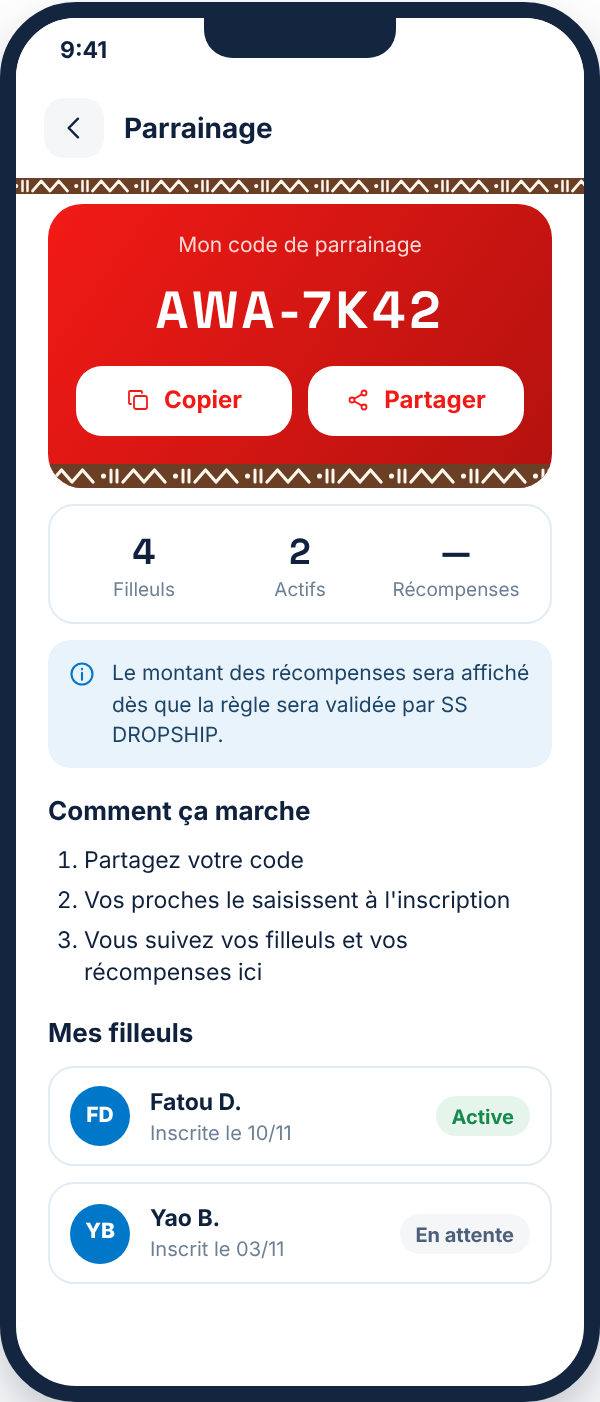 9:41
Parrainage
Mon code de parrainage
AWA-7K42
Copier
Partager
4
2
—
Filleuls
Actifs
Récompenses
Le montant des récompenses sera affiché
dès que la règle sera validée par SS
DROPSHIP.
Comment ça marche
1. Partagez votre code
2. Vos proches le saisissent à l'inscription
3. Vous suivez vos filleuls et vos
récompenses ici
Mes filleuls
FD
Fatou D.
Inscrite le 10/11
Active
YB
Yao B.
Inscrit le 03/11
En attente